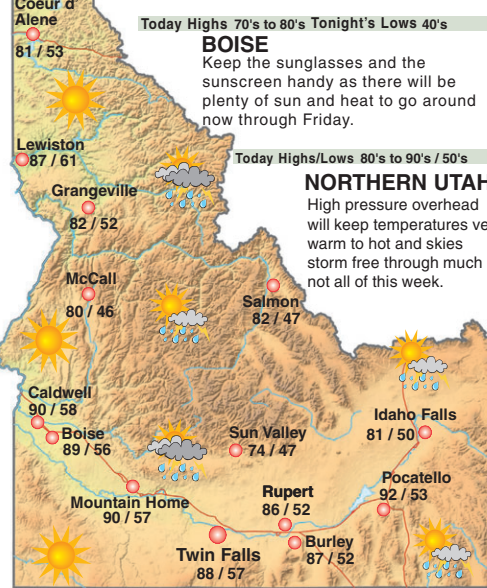 Coeur d'
Alene
81 / 53
Today Highs 70's to 80's Tonight's Lows 40's
BOISE
Keep the sunglasses and the
sunscreen handy as there will be
plenty of sun and heat to go around
now through Friday.
Lewiston
87 / 61
Today Highs/Lows 80's to 90's / 50's
NORTHERN UTAH
High pressure overhead
will keep temperatures ve
warm to hot and skies
storm free through much
not all of this week.
Grangeville
82 / 52
McCall
80 / 46
Salmon
82 / 47
Caldwell
90 / 58
Boise
89 / 56
Sun Valley
74 / 47
Idaho Falls
81 / 50
Mountain Home
90 / 57
Rupert
86 / 52
Pocatello
92 / 53
Twin Falls
88 / 57
Burley
87 / 52